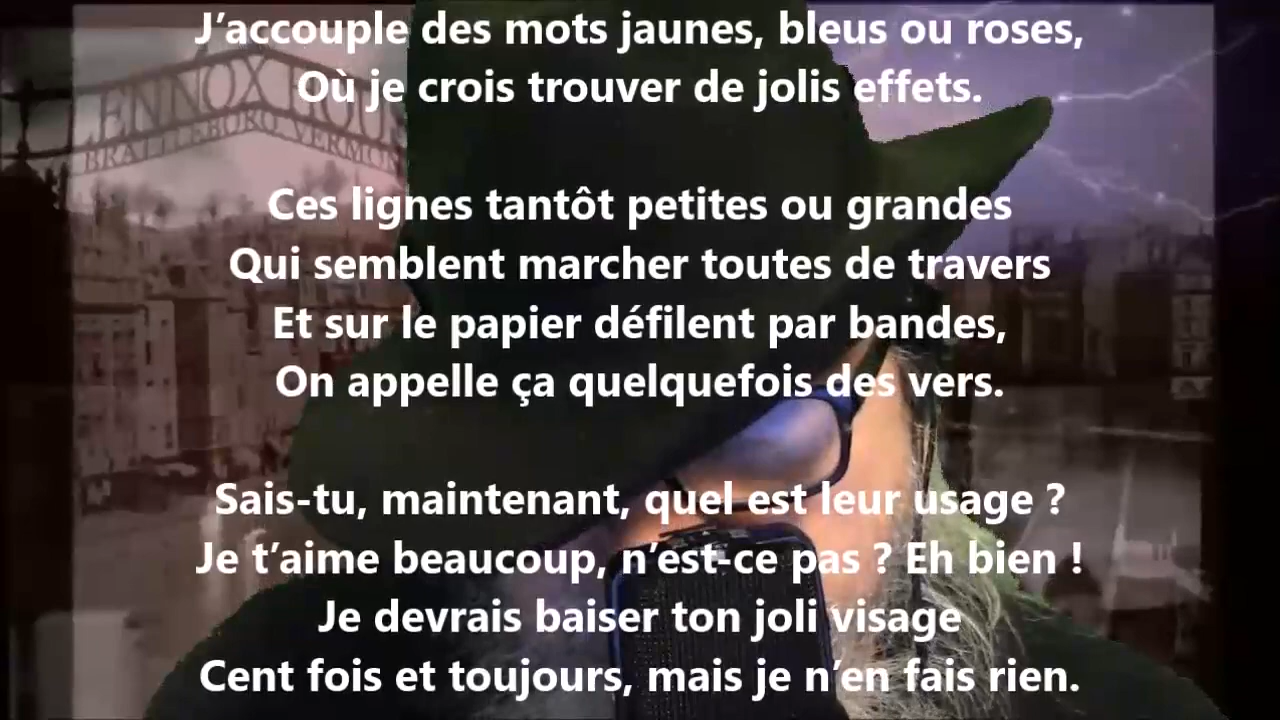 J’accouple des mots jaunes, bleus ou roses,
Où je crois trouver de jolis effets.
Ces lignes tantôt petites ou grandes
Qui semblent marcher toutes de travers
Et sur le papier défilent par bandes,
On appelle ça quelquefois des vers.
Sais-tu, maintenant, quel est leur usage ?
Je t’aime beaucoup, n’est-ce pas ? Eh bien !
Je devrais baiser ton joli visage
Cent fois et toujours, mais je n’en fais rien.
ENNOX
BRATTLEBORO, VERMON